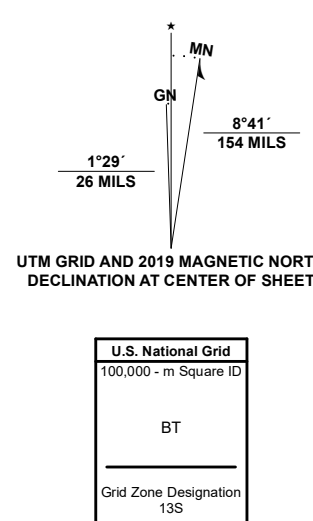 ★
MN
GN
8°41´
154 MILS
1°29´
26 MILS
UTM GRID AND 2019 MAGNETIC NORT
DECLINATION AT CENTER OF SHEET
U.S. National Grid
100,000 - m Square ID
BT
Grid Zone Designation
13S